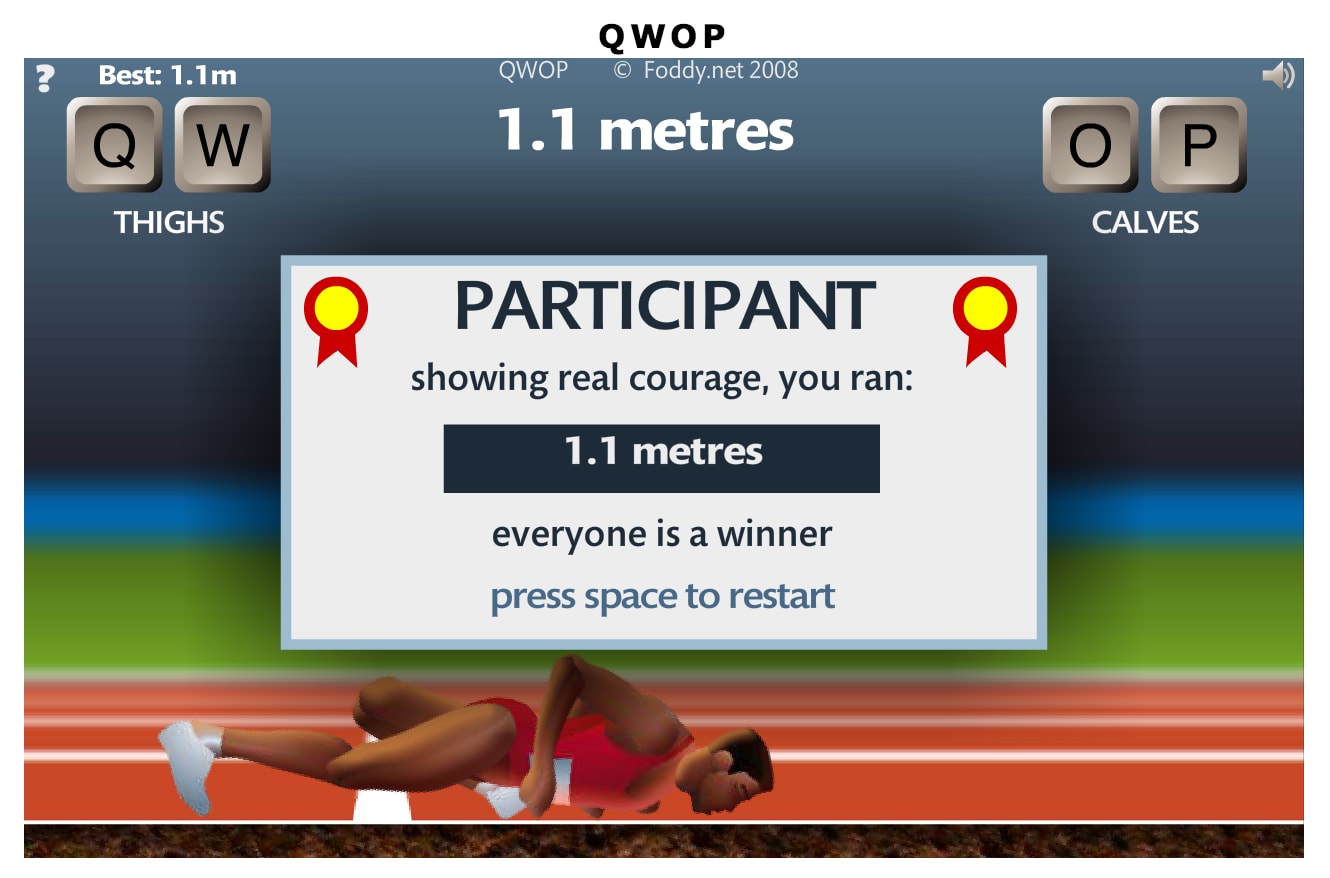 QWOP
? Best: 1.1m QWOP © Foddy.net 2008
1.1 metres
Q W O P
THIGHS CALVES
PARTICIPANT
showing real courage, you ran:
1.1 metres
everyone is a winner
press space to restart